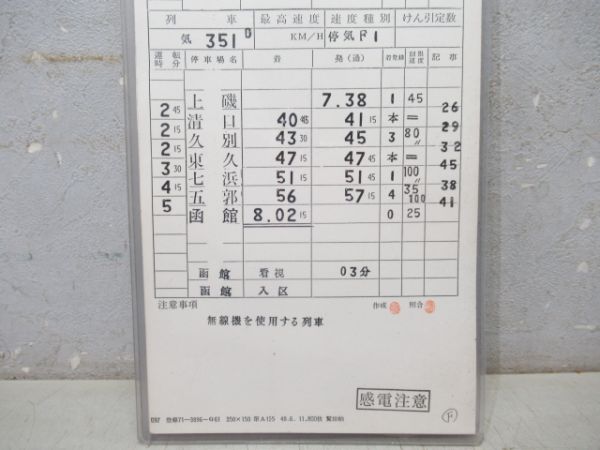 列車 最高速度 速度種別 けん引定数
気 351D KM/H 停気F1
運転時分 停車場名 着 発(通) 着発線 制限速度 記事
上磯 7.38 1 45
2 45 26
清口 40 45 41 15 本 =
2 15 29
久別 43 30 45 3 80〃
2 15 32
東久 47 15 47 45 本 =
3 30 45
七浜 51 15 51 45 1 100〃
4 15 38
五郭 56 57 15 4 35 100
5 41
函館 8.02 15 0 25
函館 看視 03分
函館 入区
注意事項 作成 照合
無線機を使用する列車
感電注意
F